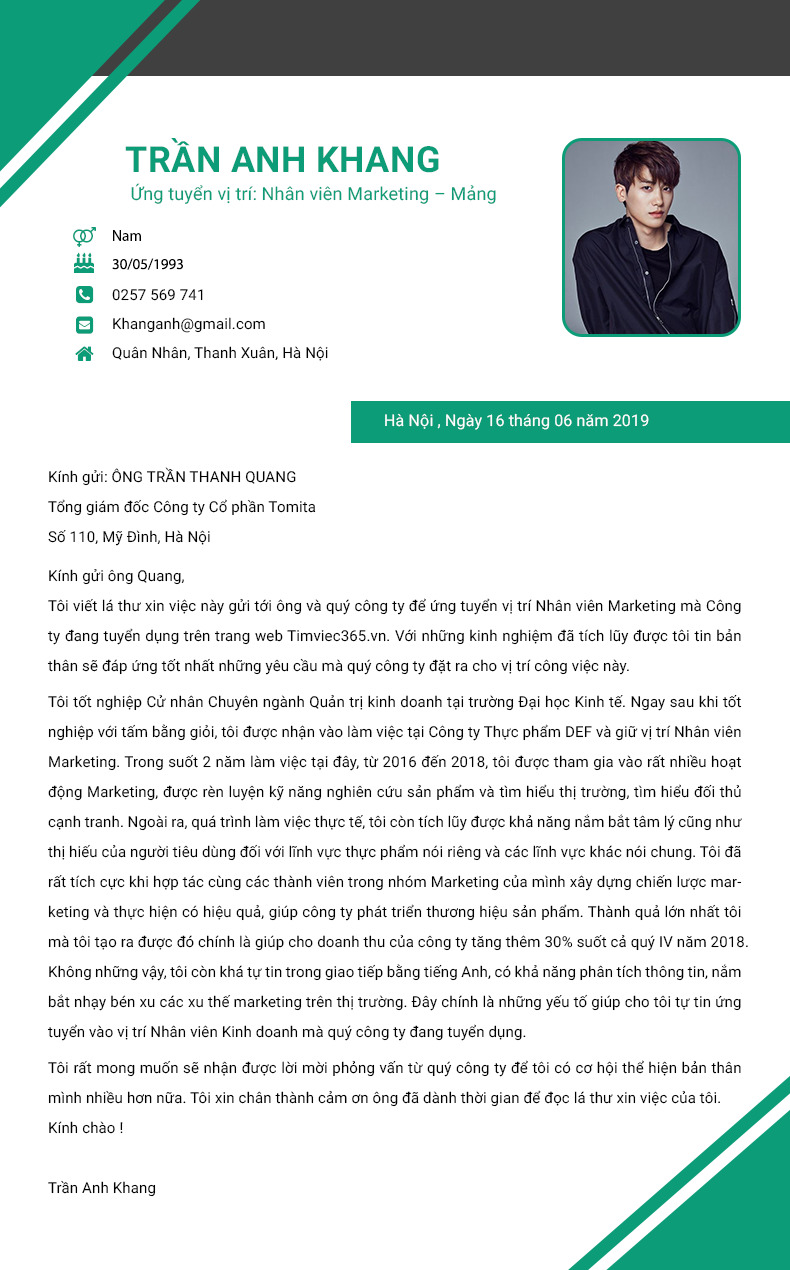 TRẦN ANH KHANG
Ứng tuyển vị trí: Nhân viên Marketing – Mảng
Nam
30/05/1993
0257 569 741
Khanganh@gmail.com
Quân Nhân, Thanh Xuân, Hà Nội
Hà Nội , Ngày 16 tháng 06 năm 2019
Kính gửi: ÔNG TRẦN THANH QUANG
Tổng giám đốc Công ty Cổ phần Tomita
Số 110, Mỹ Đình, Hà Nội
Kính gửi ông Quang,
Tôi viết lá thư xin việc này gửi tới ông và quý công ty để ứng tuyển vị trí Nhân viên Marketing mà Công
ty đang tuyển dụng trên trang web Timviec365.vn. Với những kinh nghiệm đã tích lũy được tôi tin bản
thân sẽ đáp ứng tốt nhất những yêu cầu mà quý công ty đặt ra cho vị trí công việc này.
Tôi tốt nghiệp Cử nhân Chuyên ngành Quản trị kinh doanh tại trường Đại học Kinh tế. Ngay sau khi tốt
nghiệp với tấm bằng giỏi, tôi được nhận vào làm việc tại Công ty Thực phẩm DEF và giữ vị trí Nhân viên
Marketing. Trong suốt 2 năm làm việc tại đây, từ 2016 đến 2018, tôi được tham gia vào rất nhiều hoạt
động Marketing, được rèn luyện kỹ năng nghiên cứu sản phẩm và tìm hiểu thị trường, tìm hiểu đối thủ
cạnh tranh. Ngoài ra, quá trình làm việc thực tế, tôi còn tích lũy được khả năng nắm bắt tâm lý cũng như
thị hiếu của người tiêu dùng đối với lĩnh vực thực phẩm nói riêng và các lĩnh vực khác nói chung. Tôi đã
rất tích cực khi hợp tác cùng các thành viên trong nhóm Marketing của mình xây dựng chiến lược mar-
keting và thực hiện có hiệu quả, giúp công ty phát triển thương hiệu sản phẩm. Thành quả lớn nhất tôi
mà tôi tạo ra được đó chính là giúp cho doanh thu của công ty tăng thêm 30% suốt cả quý IV năm 2018.
Không những vậy, tôi còn khá tự tin trong giao tiếp bằng tiếng Anh, có khả năng phân tích thông tin, nắm
bắt nhạy bén xu các xu thế marketing trên thị trường. Đây chính là những yếu tố giúp cho tôi tự tin ứng
tuyển vào vị trí Nhân viên Kinh doanh mà quý công ty đang tuyển dụng.
Tôi rất mong muốn sẽ nhận được lời mời phỏng vấn từ quý công ty để tôi có cơ hội thể hiện bản thân
mình nhiều hơn nữa. Tôi xin chân thành cảm ơn ông đã dành thời gian để đọc lá thư xin việc của tôi.
Kính chào !
Trần Anh Khang